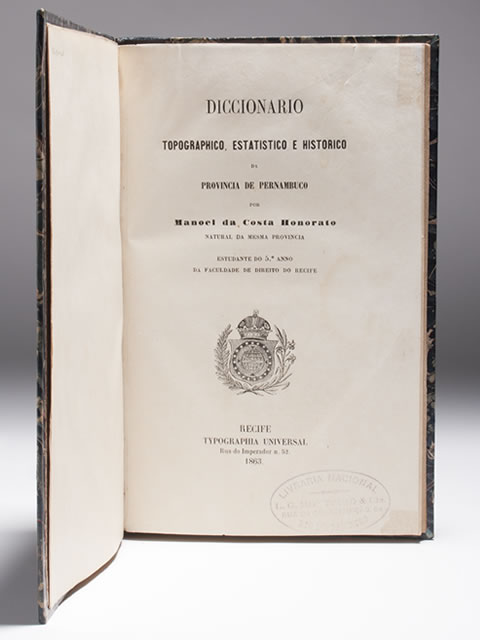 DICCIONARIO
TOPOGRAPHICO, ESTATISTICO E HISTORICO
DA
PROVINCIA DE PERNAMBUCO
POR
Manoel da Costa Honorato
NATURAL DA MESMA PROVINCIA
ESTUDANTE DO 5.º ANNO
DA FACULDADE DE DIREITO DO RECIFE
RECIFE
TYPOGRAPHIA UNIVERSAL
Rua do Imperador n. 52.
1863
LIVRARIA NACIONAL